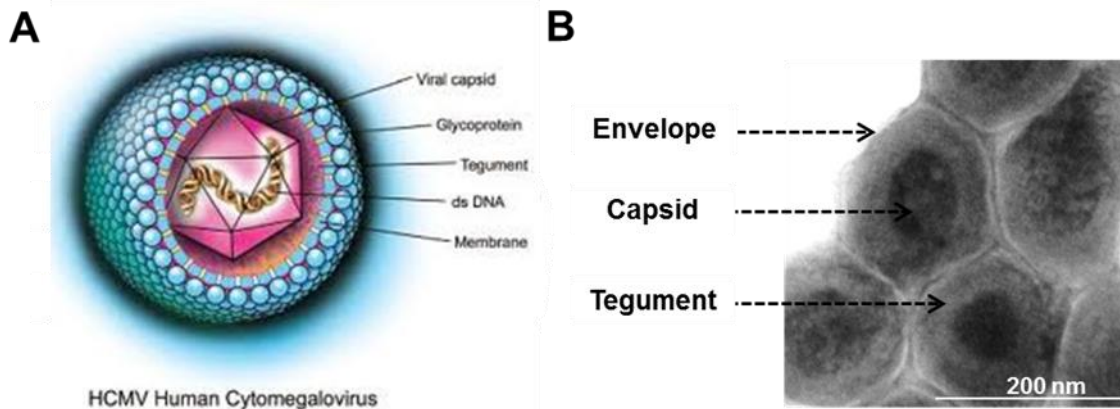 A
Viral capsid
Glycoprotein
Tegument
ds DNA
Membrane
HCMV Human Cytomegalovirus
B
Envelope
Capsid
Tegument
200 nm